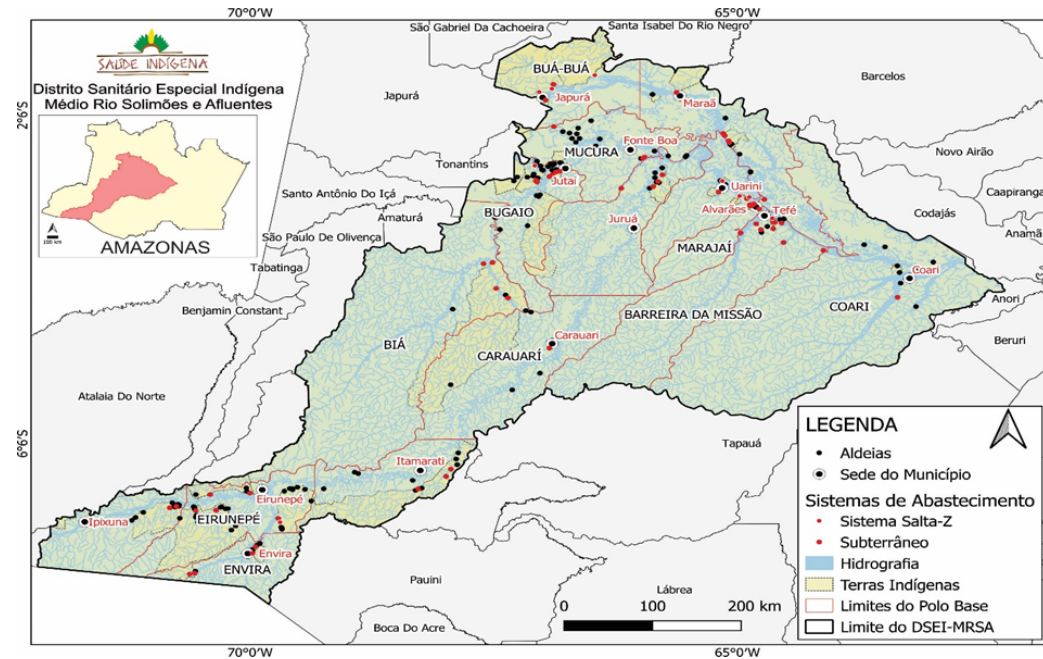 70°0'W
65°0'W
São Gabriel Da Cachoeira
Santa Isabel Do Rio Negro
SAÚDE INDÍGENA
Distrito Sanitário Especial Indígena
Médio Rio Solimões e Afluentes
100 km
AMAZONAS
BUÁ-BUÁ
Barcelos
Japurá
Japurá
Maraã
2°6'S
Fonte Boa
MUCURA
Novo Airão
Tonantins
Jutaí
Uarini
Caapiranga
Santo Antônio Do Içá
Alvarães
Tefé
BUGAIO
Juruá
Codajás
Amaturá
Anamã
São Paulo De Olivença
MARAJAÍ
Tabatinga
Coari
Anori
Benjamin Constant
BARREIRA DA MISSÃO
COARI
Beruri
Carauari
BIÁ
CARAUARÍ
Atalaia Do Norte
6°6'S
Tapauá
Itamarati
Eirunepé
Ipixuna
EIRUNEPÉ
Envira
ENVIRA
Pauini
Lábrea
Boca Do Acre
0 100 200 km
LEGENDA
Aldeias
Sede do Município
Sistemas de Abastecimento
Sistema Salta-Z
Subterrâneo
Hidrografia
Terras Indígenas
Limites do Polo Base
Limite do DSEI-MRSA
70°0'W
65°0'W